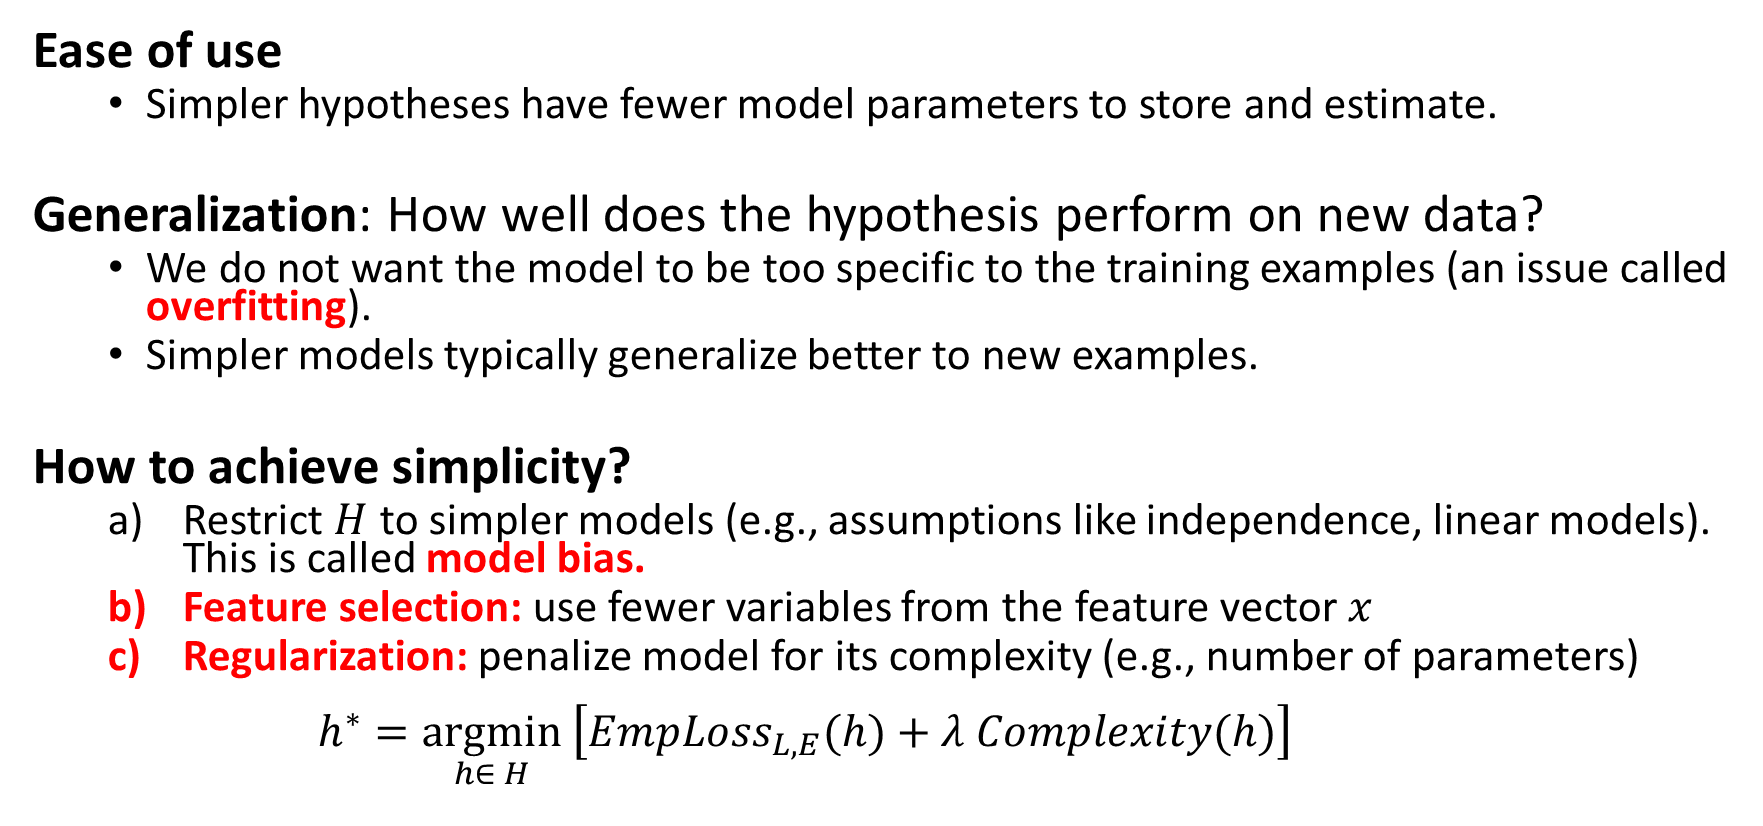 Ease of use
• Simpler hypotheses have fewer model parameters to store and estimate.
Generalization: How well does the hypothesis perform on new data?
• We do not want the model to be too specific to the training examples (an issue called
overfitting).
• Simpler models typically generalize better to new examples.
How to achieve simplicity?
a) Restrict H to simpler models (e.g., assumptions like independence, linear models).
This is called model bias.
b) Feature selection: use fewer variables from the feature vector x
c) Regularization: penalize model for its complexity (e.g., number of parameters)
h* = argmin [EmpLoss_{L,E}(h) + λ Complexity(h)]
h∈ H